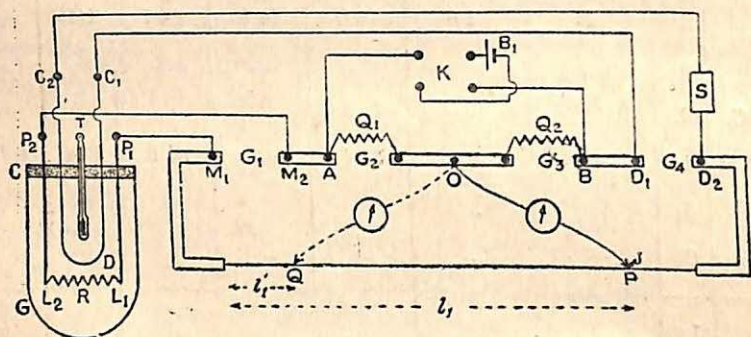 B₁
C₂ C₁ K S
T Q₁ Q₂
P₂ P₁
C M₁ G₁ M₂ A G₂ O G₃ B D₁ G₄ D₂
D Q P J
L₂ R L₁ l₁′
G l₁